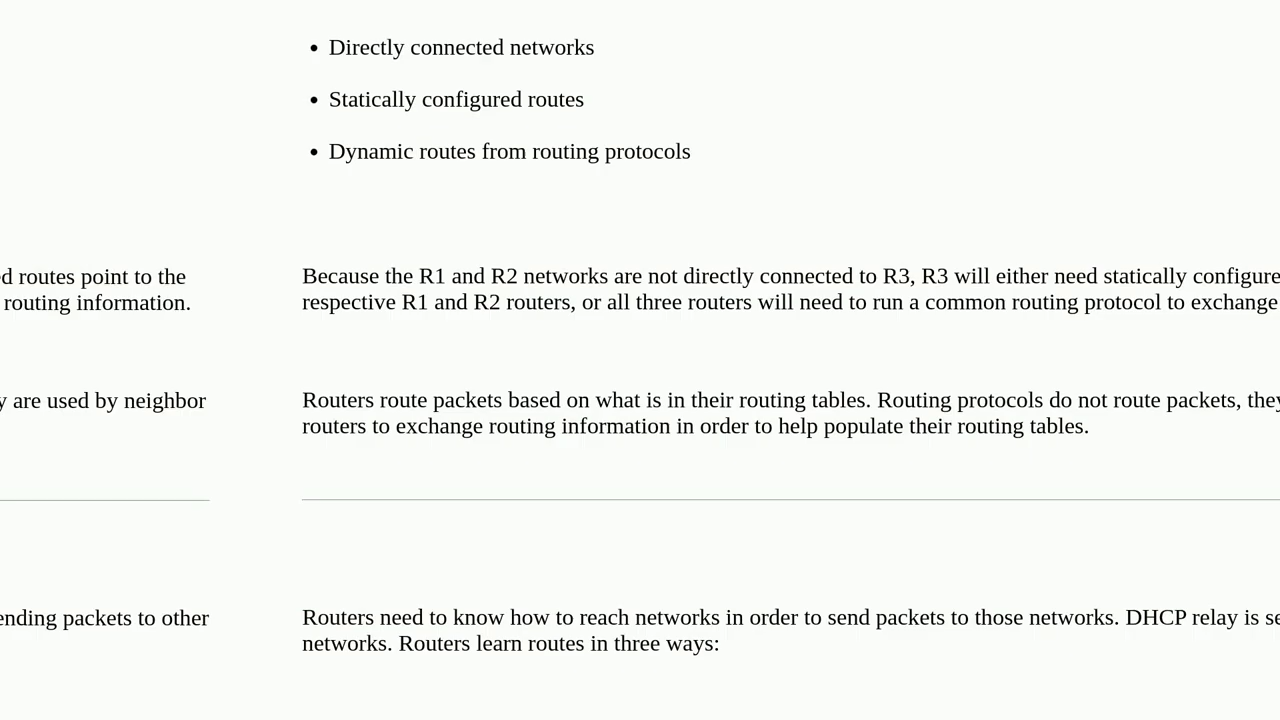 ed routes point to the
routing information.
y are used by neighbor
ending packets to other
• Directly connected networks
• Statically configured routes
• Dynamic routes from routing protocols
Because the R1 and R2 networks are not directly connected to R3, R3 will either need statically configure
respective R1 and R2 routers, or all three routers will need to run a common routing protocol to exchange
Routers route packets based on what is in their routing tables. Routing protocols do not route packets, they
routers to exchange routing information in order to help populate their routing tables.
Routers need to know how to reach networks in order to send packets to those networks. DHCP relay is se
networks. Routers learn routes in three ways: